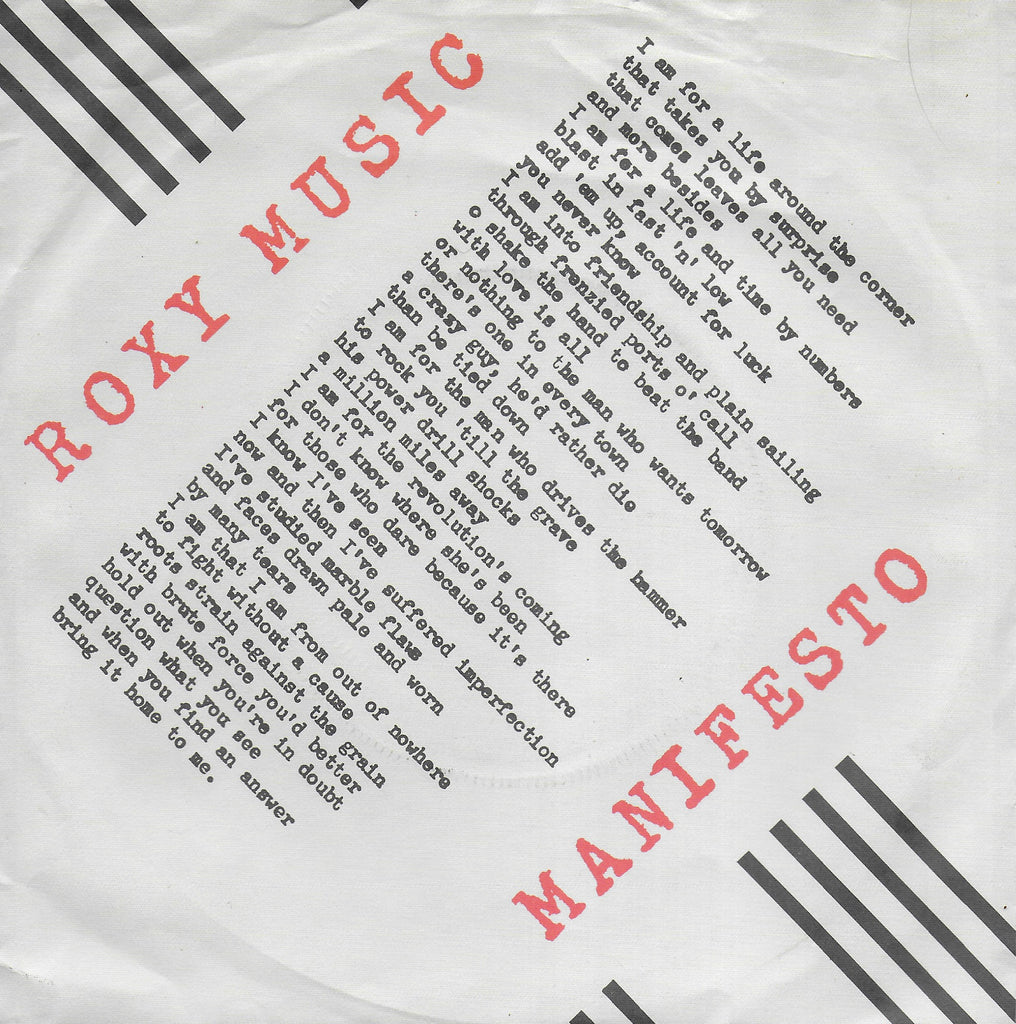 ROXY MUSIC
I am for a life around the corner
that takes you by surprise
that comes leaves all you need
and more besides
I am for a life and time by numbers
blast in fast 'n' low
add 'em up, account for luck
you never know
I am into friendship and plain sailing
through frenzied ports o' call
o shake the hand to beat the band
with love is all
or nothing to the man who wants tomorrow
there's one in every town
a crazy guy, he'd rather die
than be tied down
I am for the man who drives the hammer
to rock you 'till the grave
his power drill shocks
a million miles away
I am for the revolution's coming
I don't know where she's been
for those who dare because it's there
I know I've seen
now and then I've suffered imperfection
I've studied marble flaws
and faces drawn pale and worn
by many tears
I am that I am from out of nowhere
to fight without a cause
roots strain against the grain
with brute force you'd better
hold out when you're in doubt
question what you see
and when you find an answer
bring it home to me.
MANIFESTO